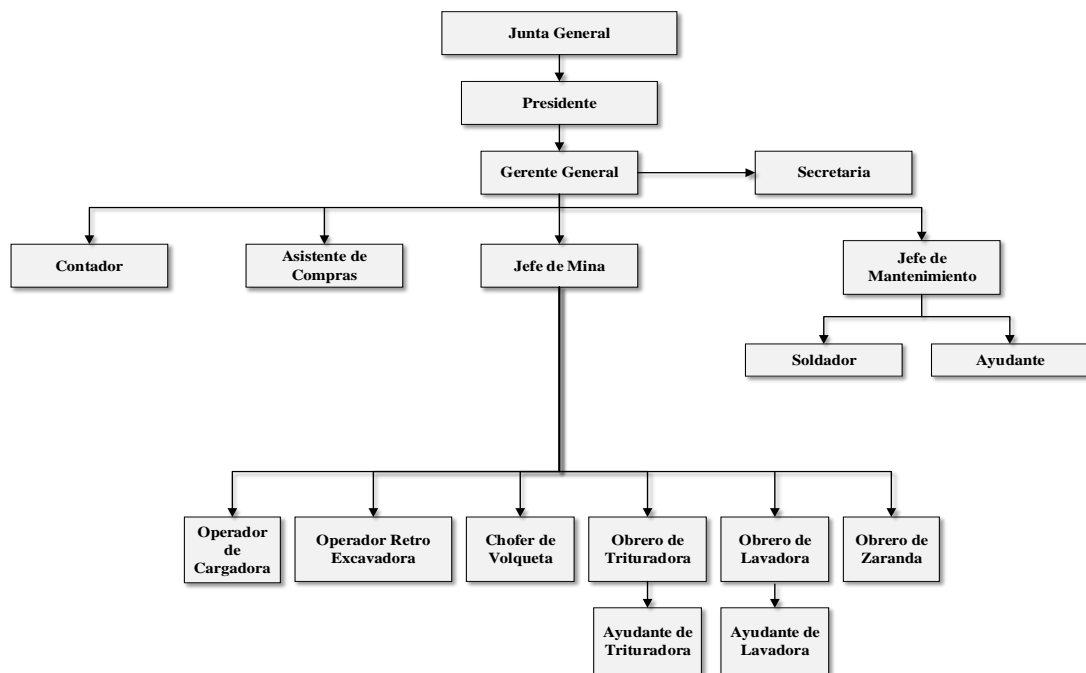 Junta General
Presidente
Gerente General
Secretaria
Contador
Asistente de
Compras
Jefe de Mina
Jefe de
Mantenimiento
Soldador
Ayudante
Operador
de
Cargadora
Operador Retro
Excavadora
Chofer de
Volqueta
Obrero de
Trituradora
Obrero de
Lavadora
Obrero de
Zaranda
Ayudante de
Trituradora
Ayudante de
Lavadora